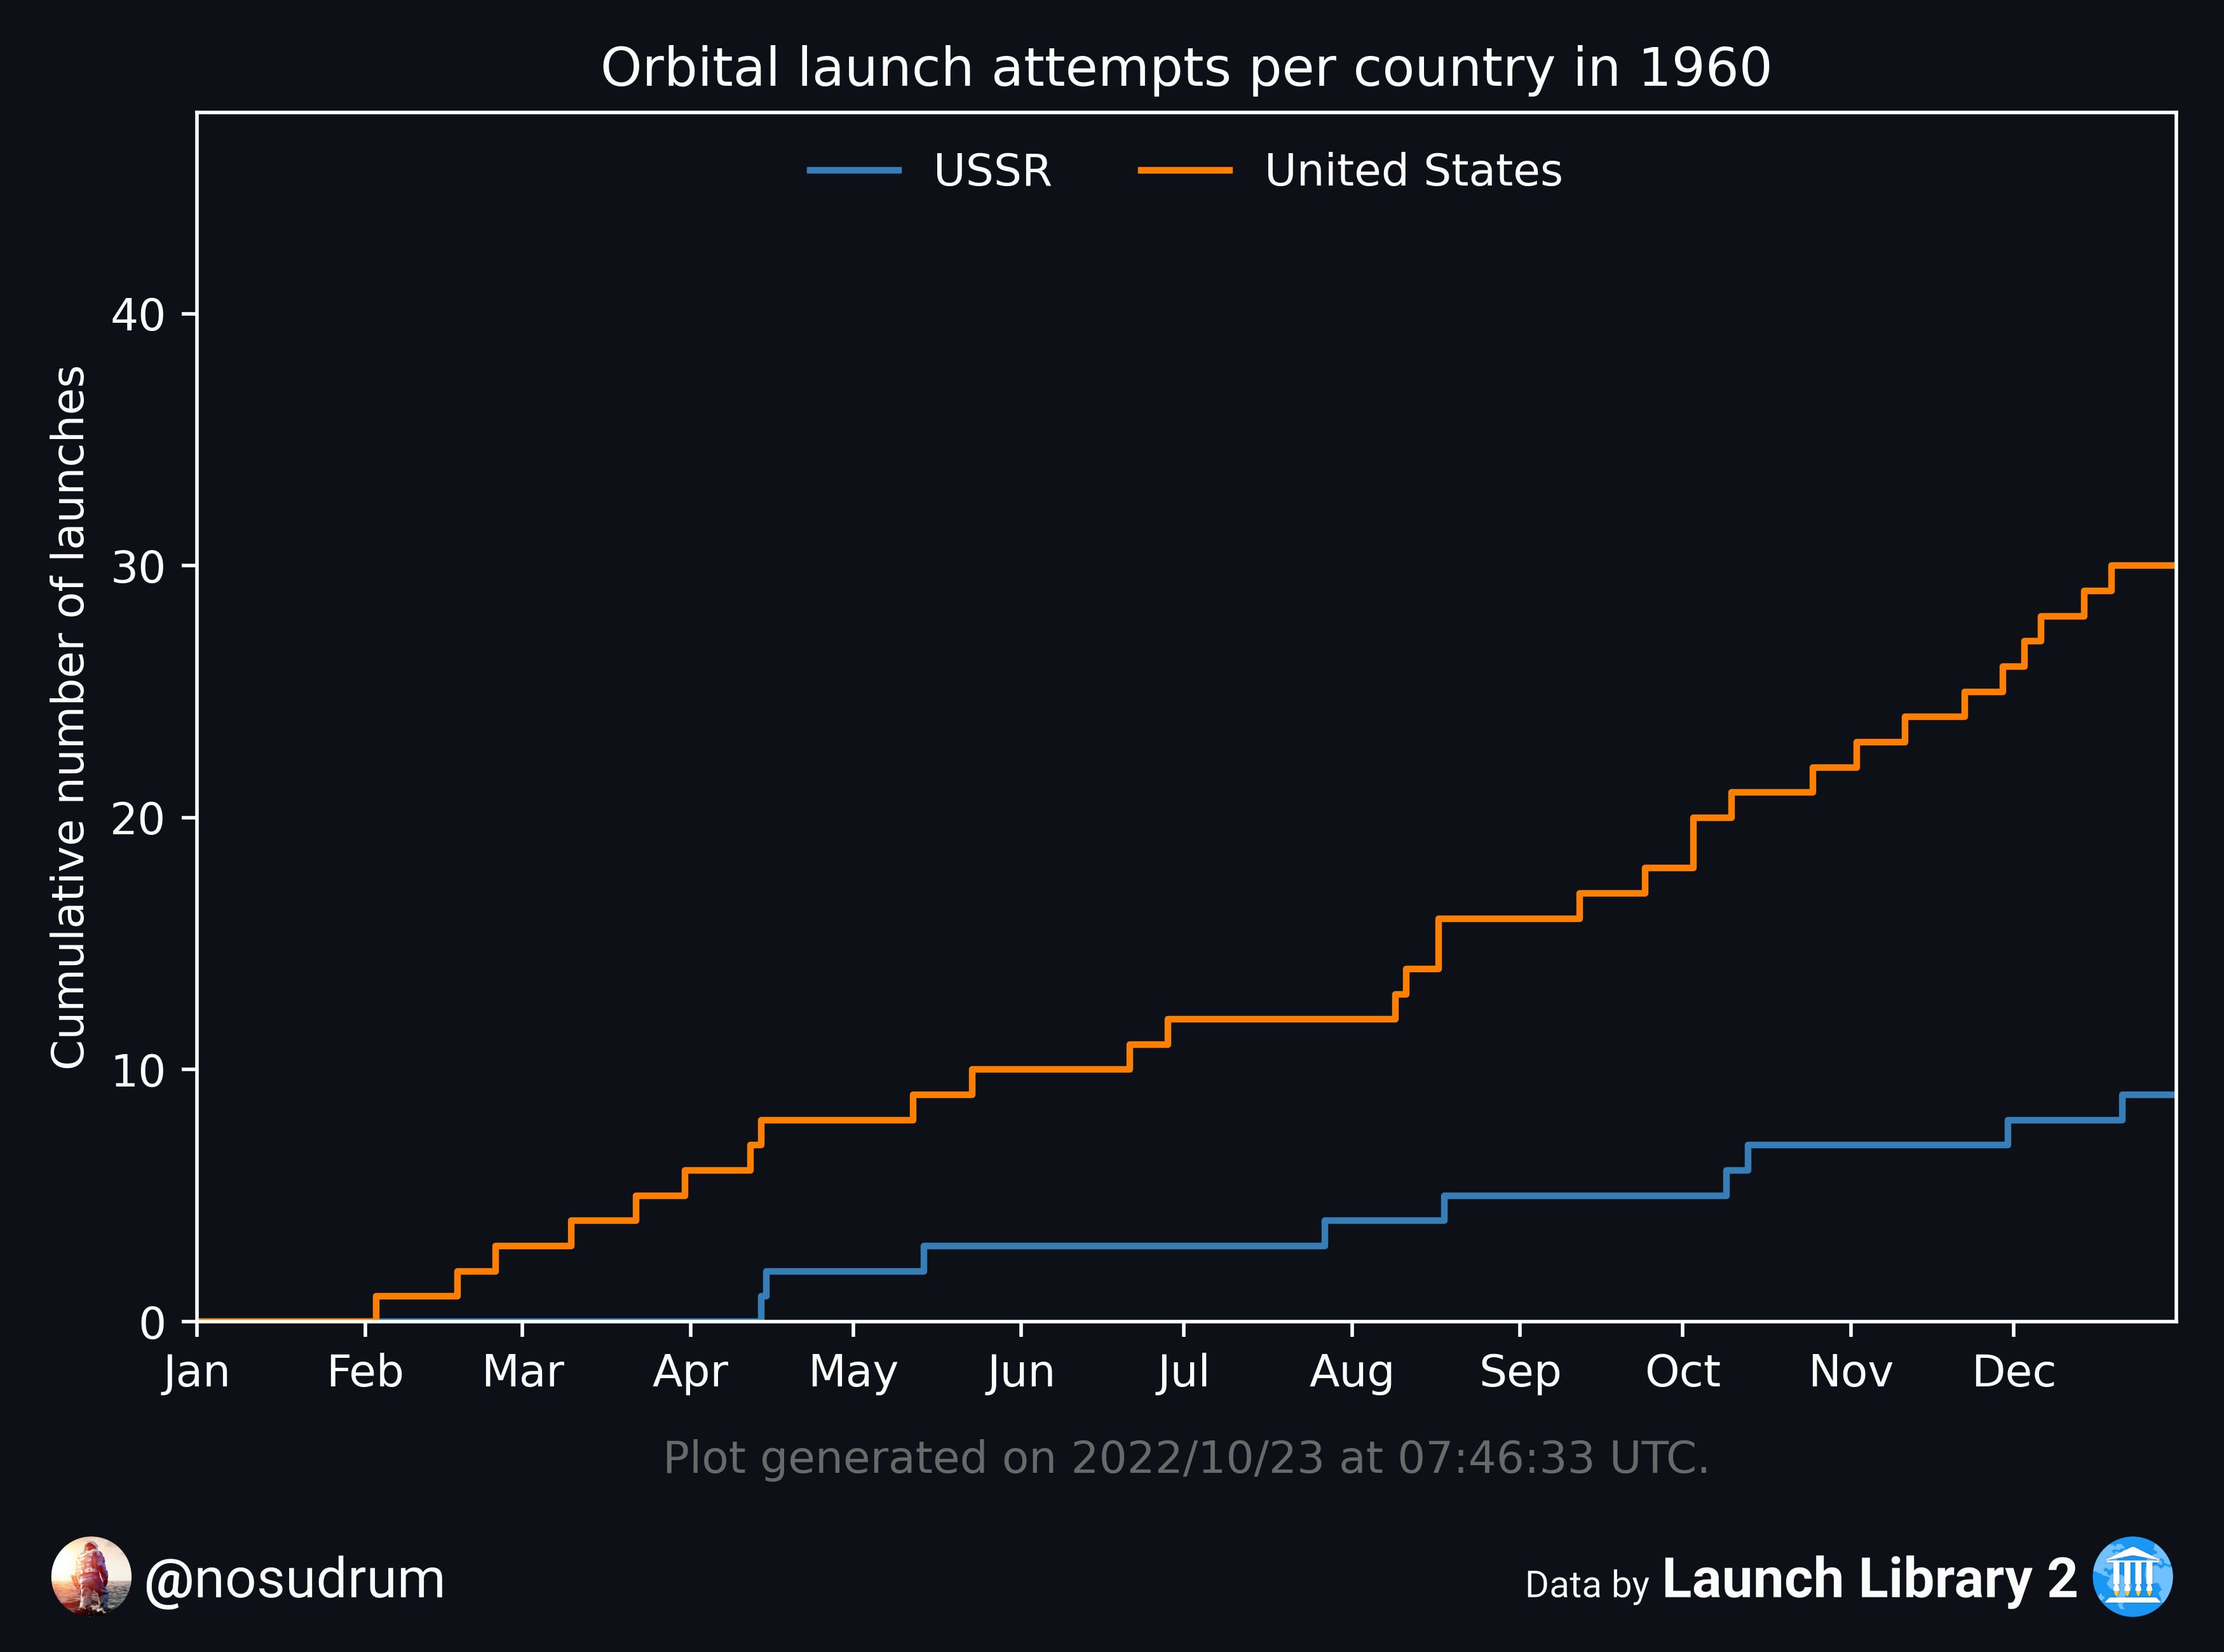 Orbital launch attempts per country in 1960
USSR
United States
Cumulative number of launches
40
30
20
10
0
Jan Feb Mar Apr May Jun Jul Aug Sep Oct Nov Dec
Plot generated on 2022/10/23 at 07:46:33 UTC.
@nosudrum
Data by Launch Library 2